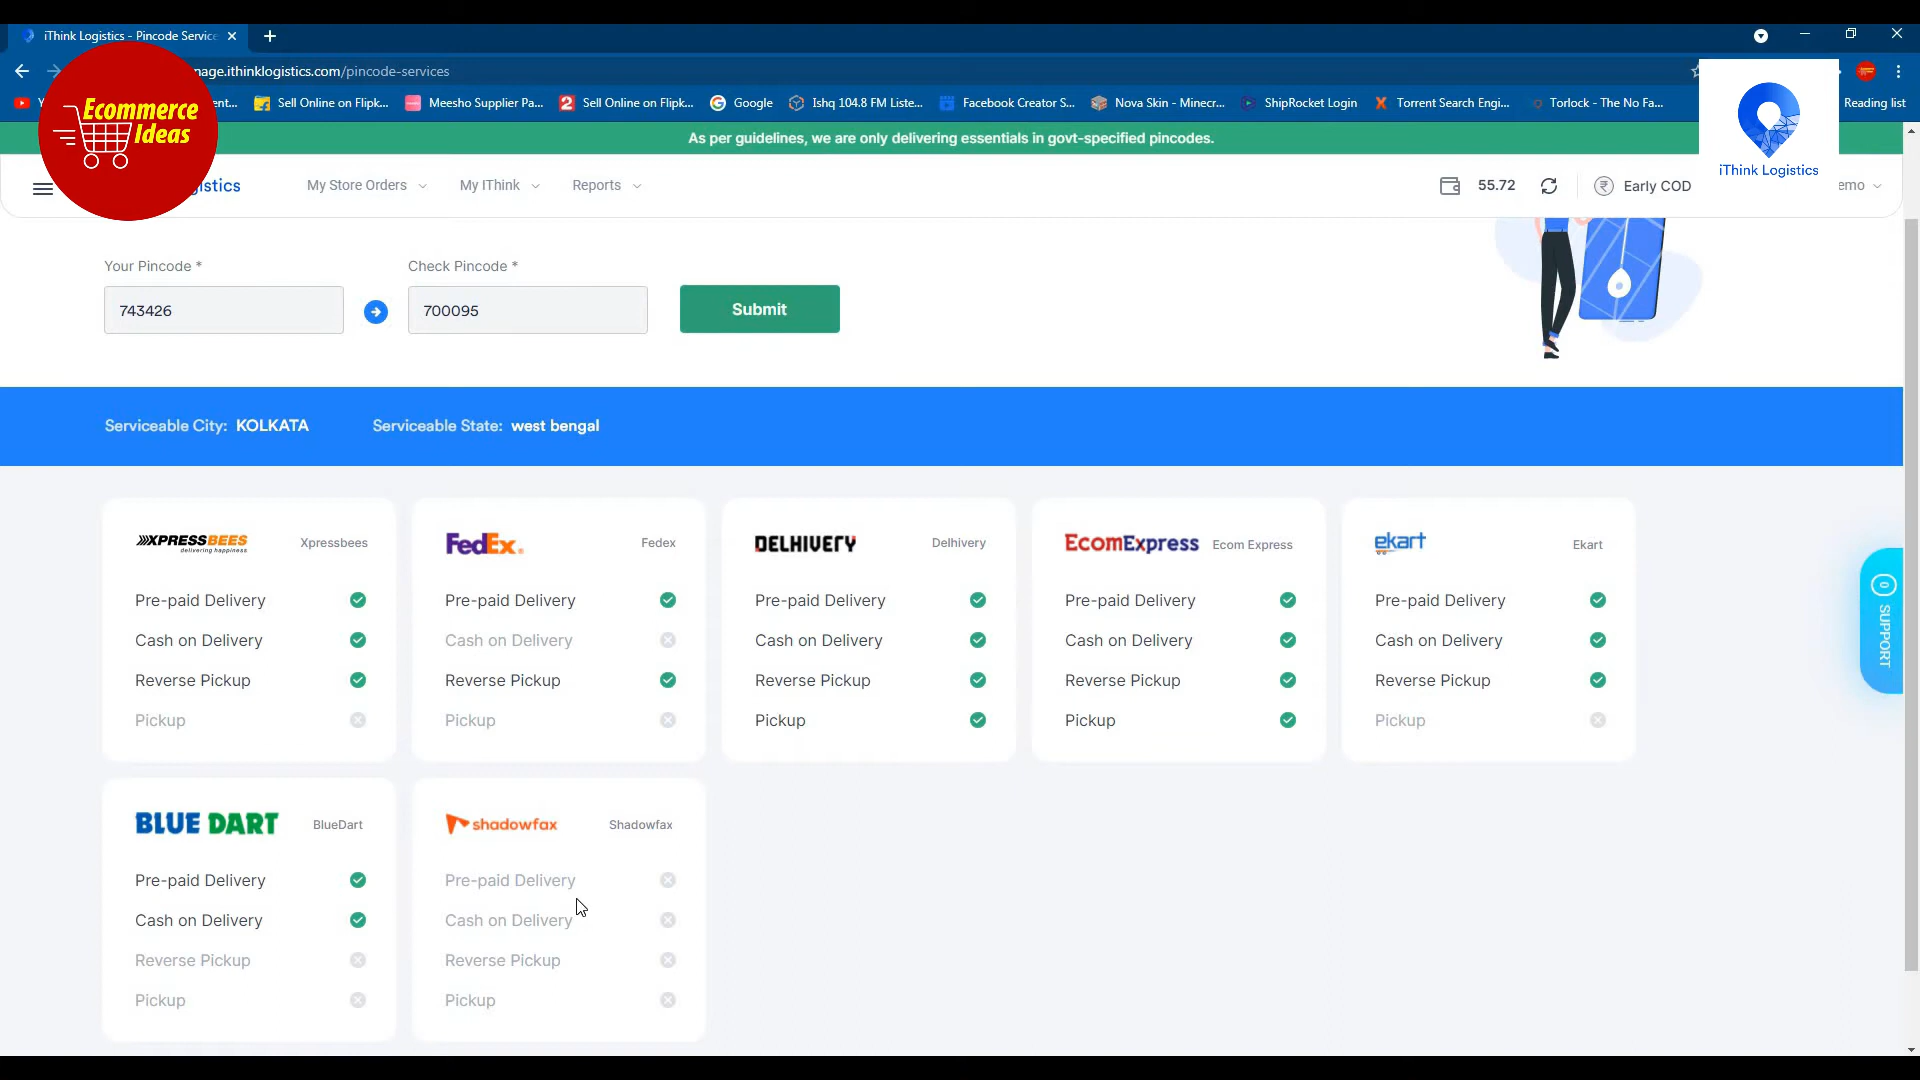 iThink Logistics - Pincode Service
nage.ithinklogistics.com/pincode-services
Sell Online on Flipk...
Meesho Supplier Pa...
Sell Online on Flipk...
Google
Ishq 104.8 FM Liste...
Facebook Creator S...
Nova Skin - Minecr...
ShipRocket Login
Torrent Search Engi...
Torlock - The No Fa...
Reading list
Ecommerce
Ideas
iThink Logistics
As per guidelines, we are only delivering essentials in govt-specified pincodes.
gistics
My Store Orders
My IThink
Reports
55.72
Early COD
emo
Your Pincode *
Check Pincode *
743426
700095
Submit
Serviceable City: KOLKATA
Serviceable State: west bengal
XPRESSBEES
delivering happiness
Xpressbees
Pre-paid Delivery
Cash on Delivery
Reverse Pickup
Pickup
FedEx
Fedex
Pre-paid Delivery
Cash on Delivery
Reverse Pickup
Pickup
DELHIVERY
Delhivery
Pre-paid Delivery
Cash on Delivery
Reverse Pickup
Pickup
EcomExpress
Ecom Express
Pre-paid Delivery
Cash on Delivery
Reverse Pickup
Pickup
ekart
Ekart
Pre-paid Delivery
Cash on Delivery
Reverse Pickup
Pickup
SUPPORT
BLUE DART
BlueDart
Pre-paid Delivery
Cash on Delivery
Reverse Pickup
Pickup
shadowfax
Shadowfax
Pre-paid Delivery
Cash on Delivery
Reverse Pickup
Pickup